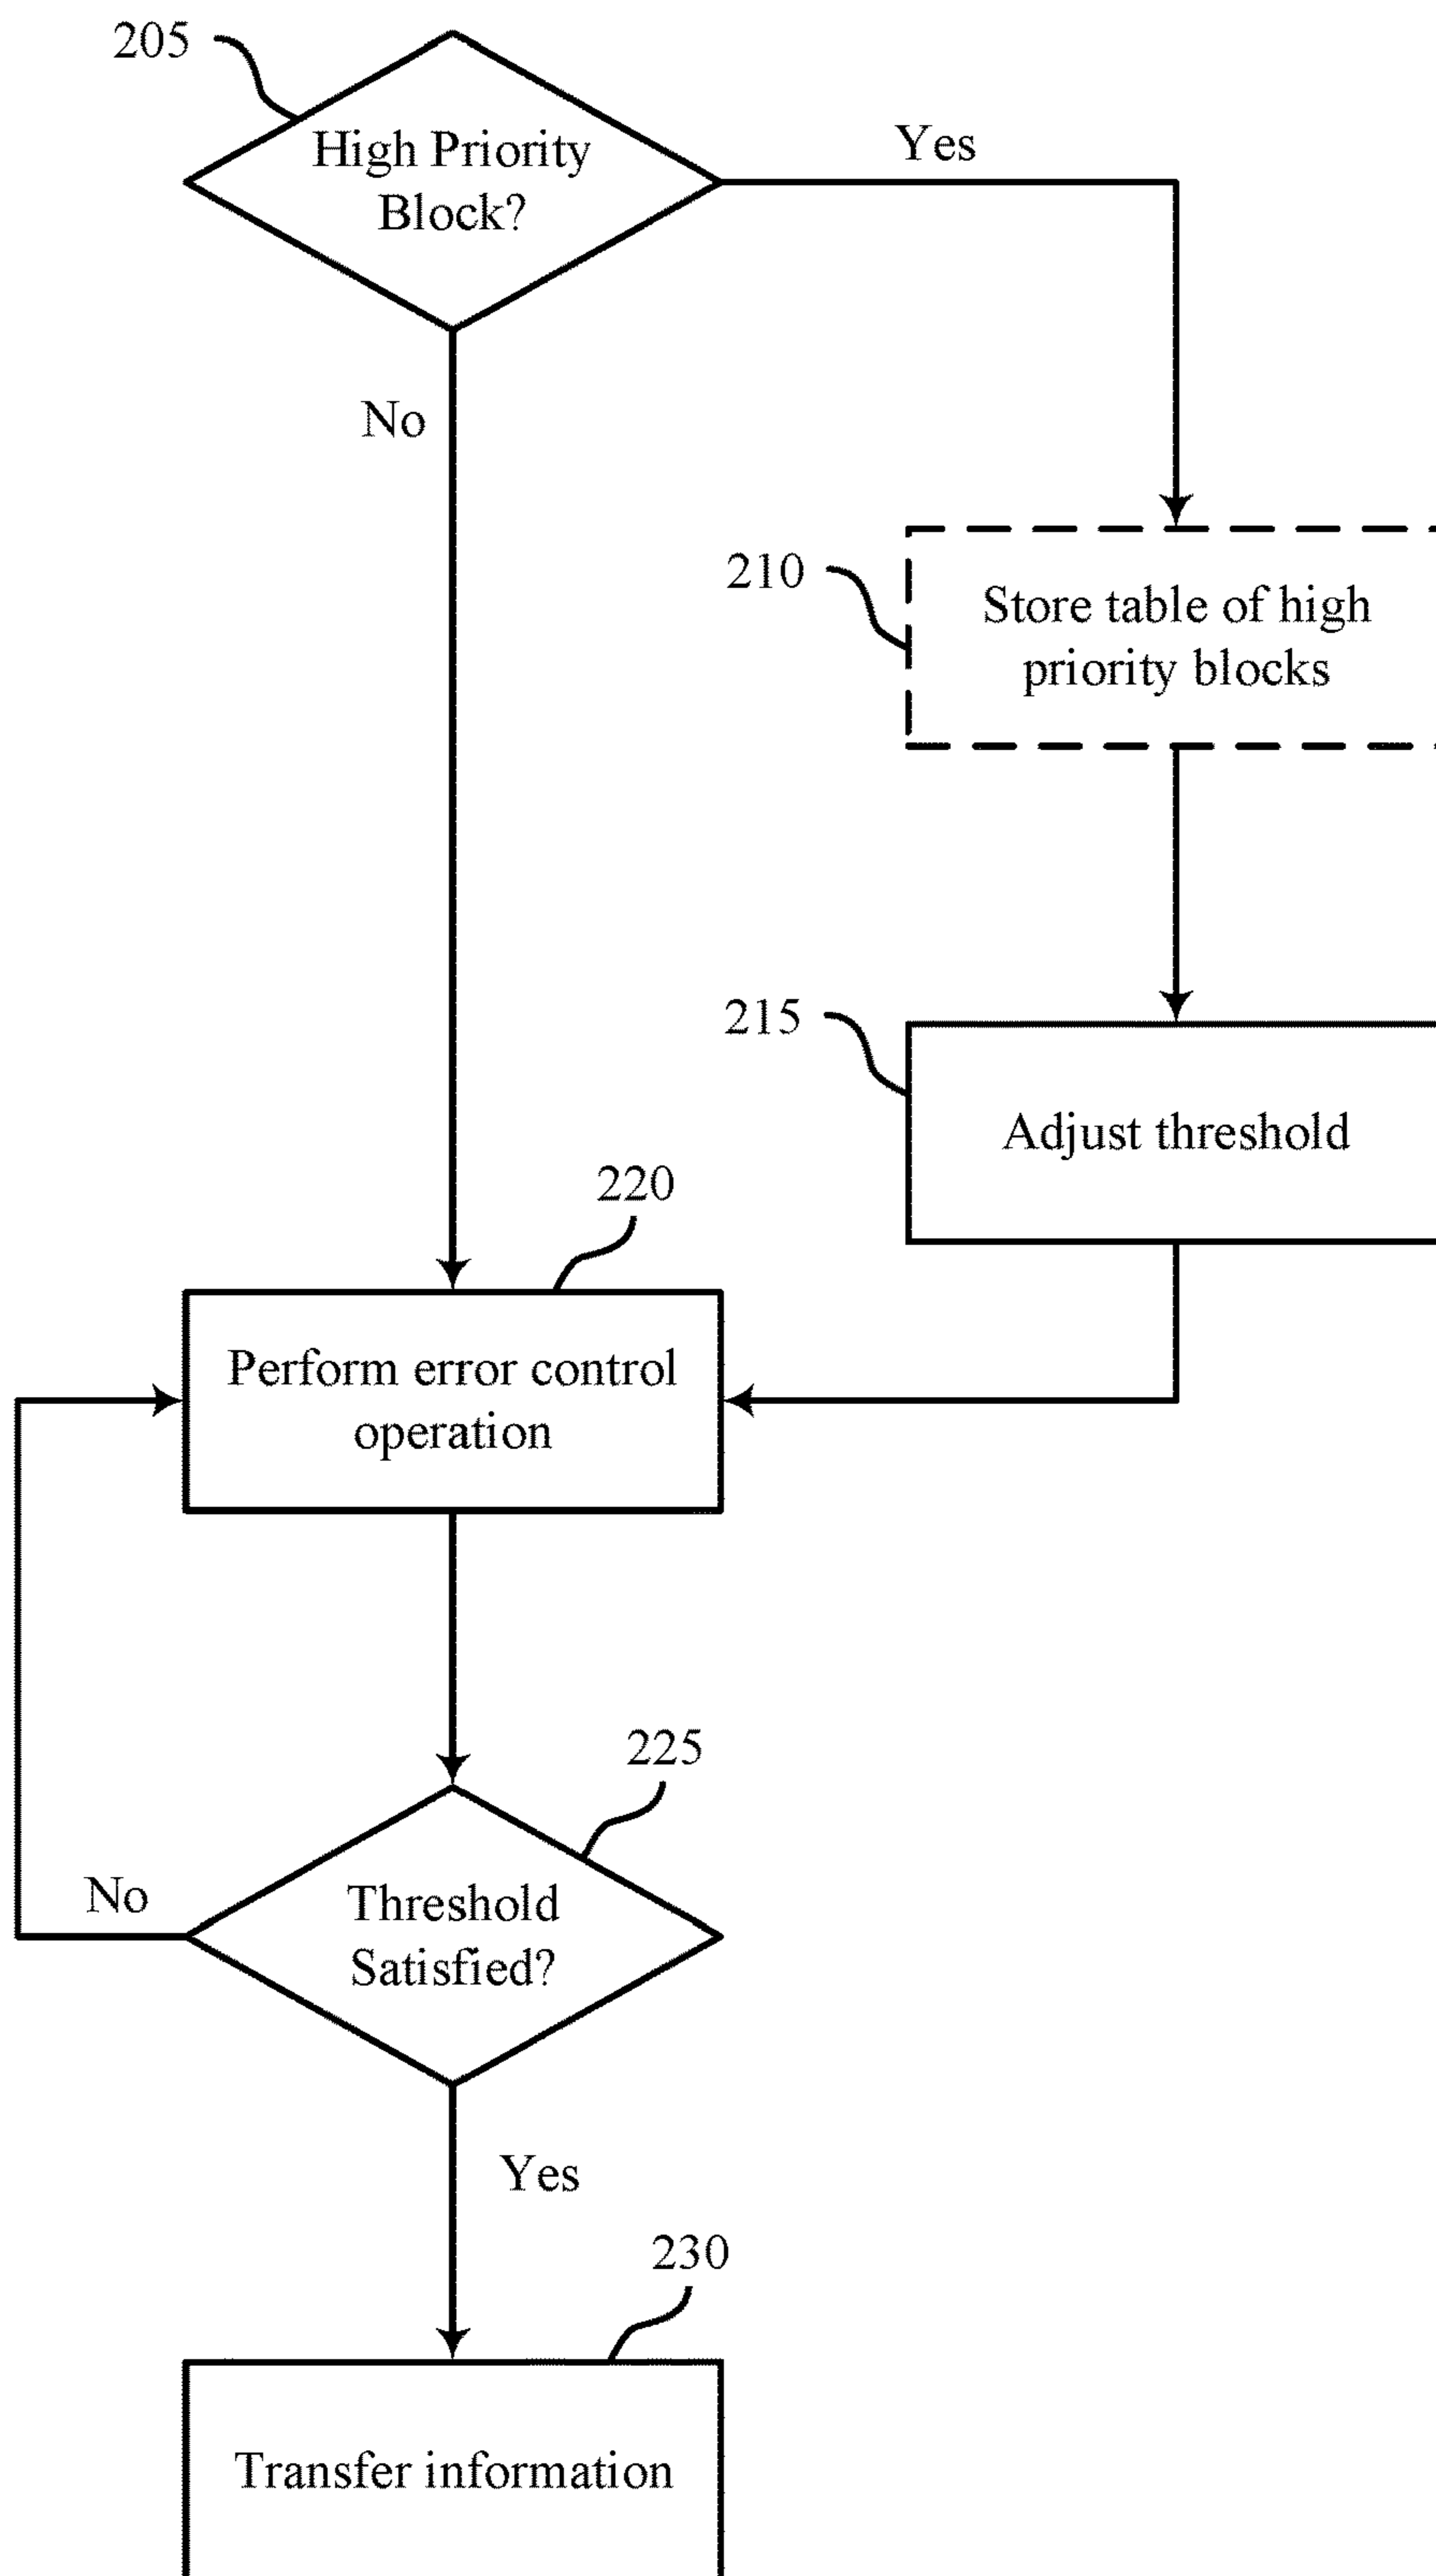 205
High Priority
Block?
Yes
No
210
Store table of high
priority blocks
215
Adjust threshold
220
Perform error control
operation
225
Threshold
Satisfied?
No
Yes
230
Transfer information